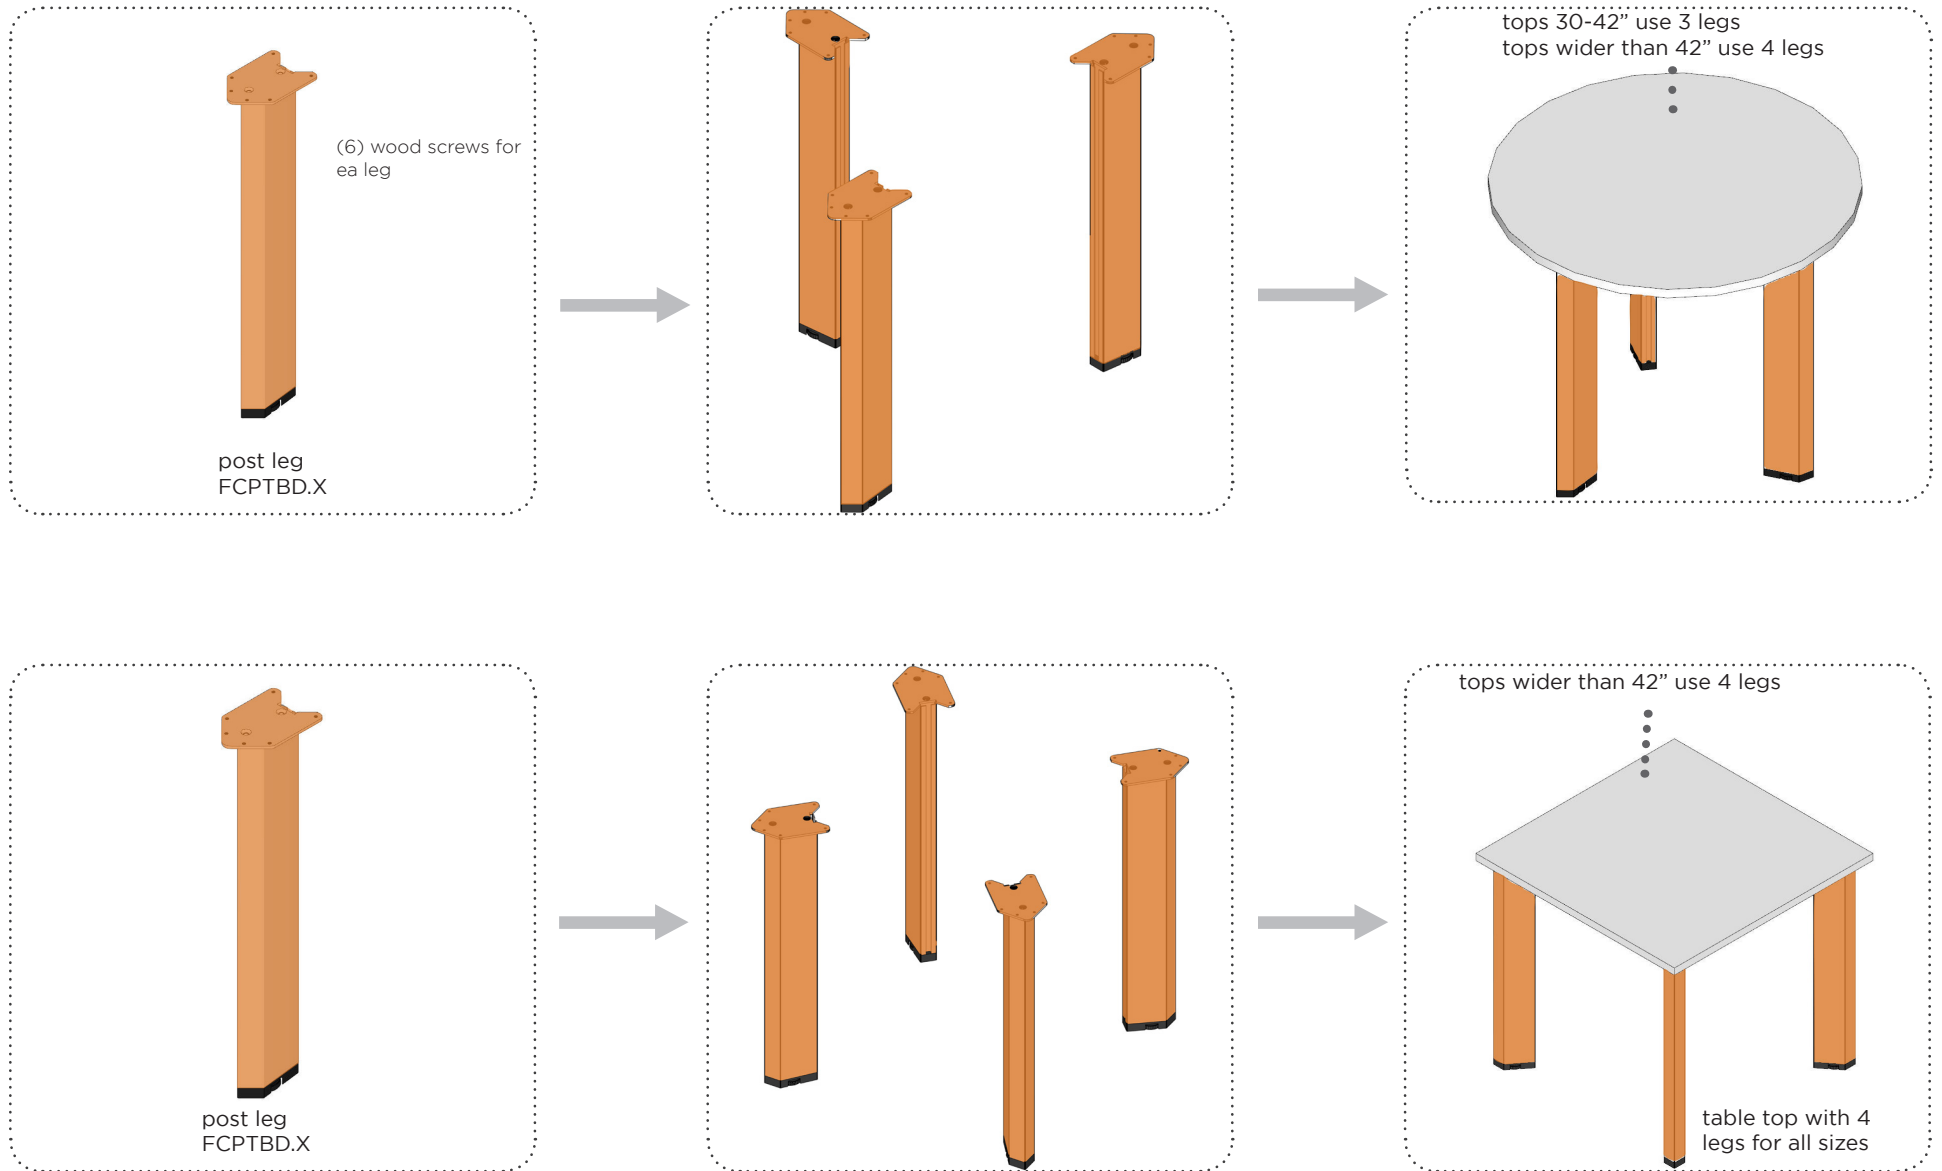 (6) wood screws for
ea leg
post leg
FCPTBD.X
tops 30-42” use 3 legs
tops wider than 42” use 4 legs
post leg
FCPTBD.X
tops wider than 42” use 4 legs
table top with 4
legs for all sizes